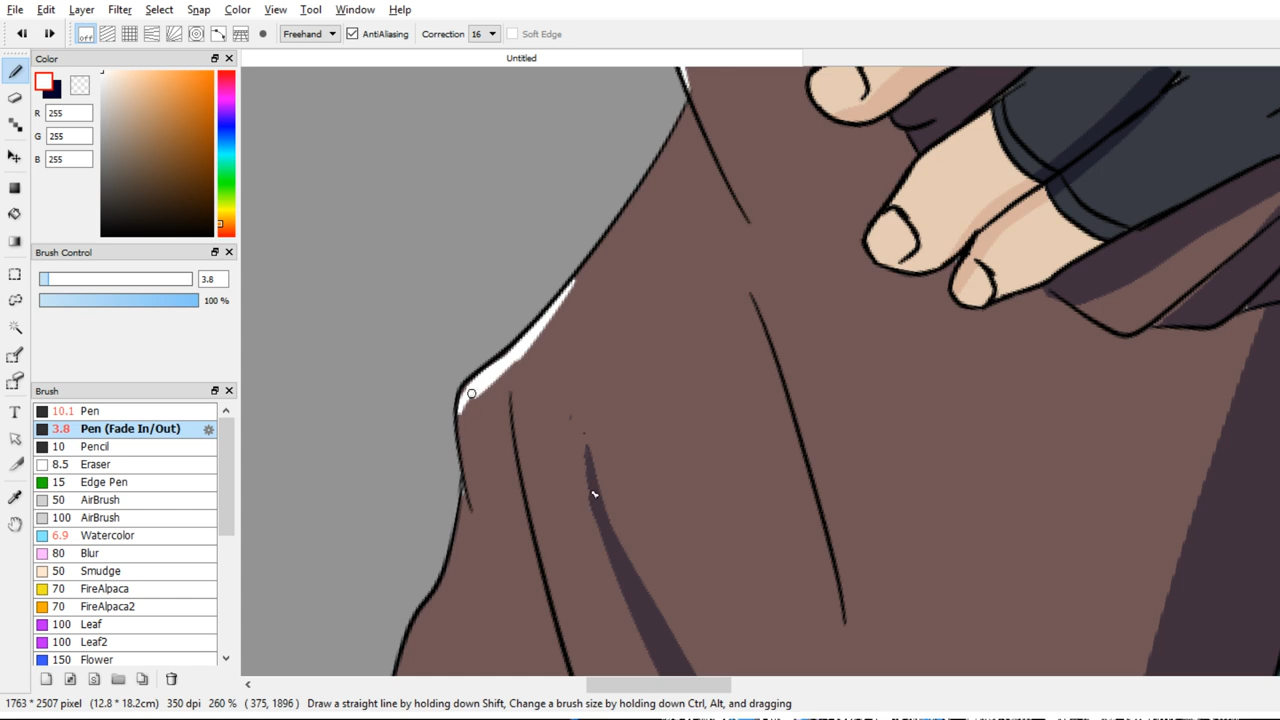 File Edit Layer Filter Select Snap Color View Tool Window Help
off Freehand AntiAliasing Correction 16 Soft Edge
Color
Untitled
R 255
G 255
B 255
Brush Control
3.8
100 %
Brush
10.1 Pen
3.8 Pen (Fade In/Out)
10 Pencil
8.5 Eraser
15 Edge Pen
50 AirBrush
100 AirBrush
6.9 Watercolor
80 Blur
50 Smudge
70 FireAlpaca
70 FireAlpaca2
100 Leaf
100 Leaf2
150 Flower
T
1763 * 2507 pixel (12.8 * 18.2cm) 350 dpi 260 % ( 375, 1896 ) Draw a straight line by holding down Shift, Change a brush size by holding down Ctrl, Alt, and dragging